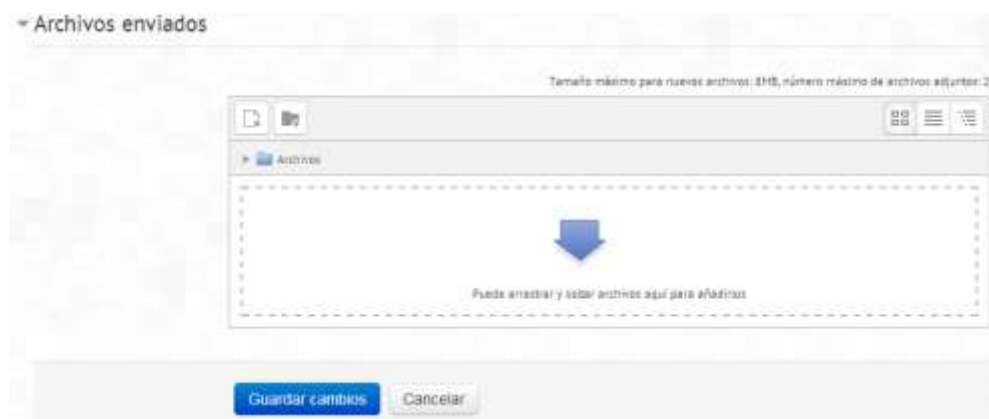 Archivos enviados
Tamaño máximo para nuevos archivos: 8MB, número máximo de archivos adjuntos: 2
Archivos
Puede arrastrar y soltar archivos aquí para añadirlos
Guardar cambios
Cancelar